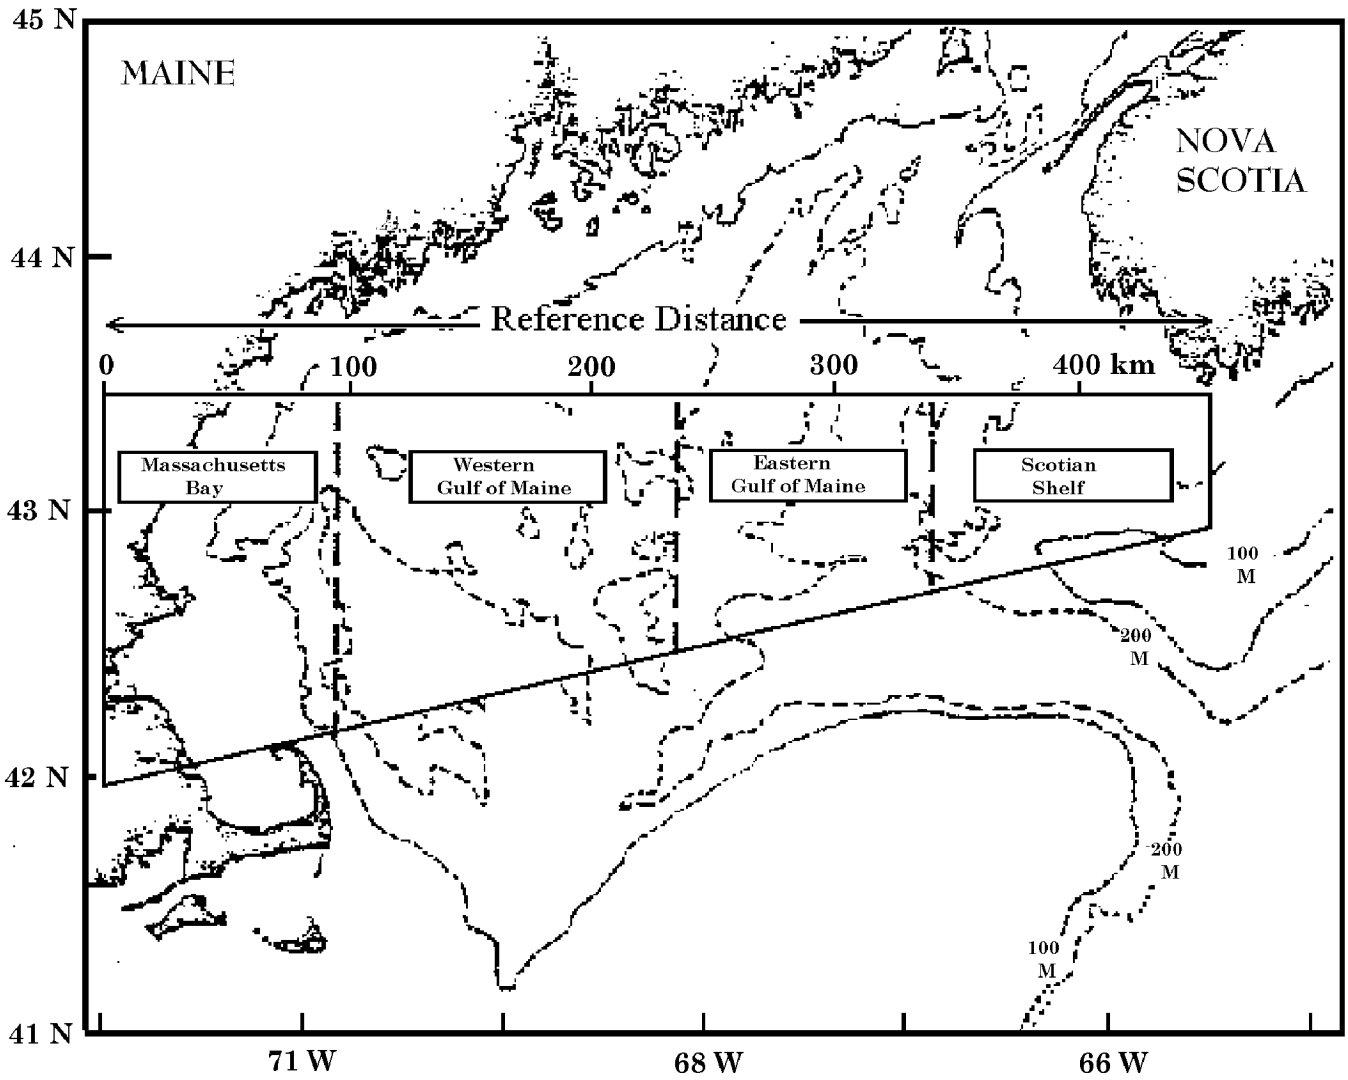 45 N
MAINE
NOVA
SCOTIA
44 N
Reference Distance
0 100 200 300 400 km
Massachusetts
Bay
Western
Gulf of Maine
Eastern
Gulf of Maine
Scotian
Shelf
43 N
100
M
200
M
42 N
200
M
100
M
41 N
71 W 68 W 66 W